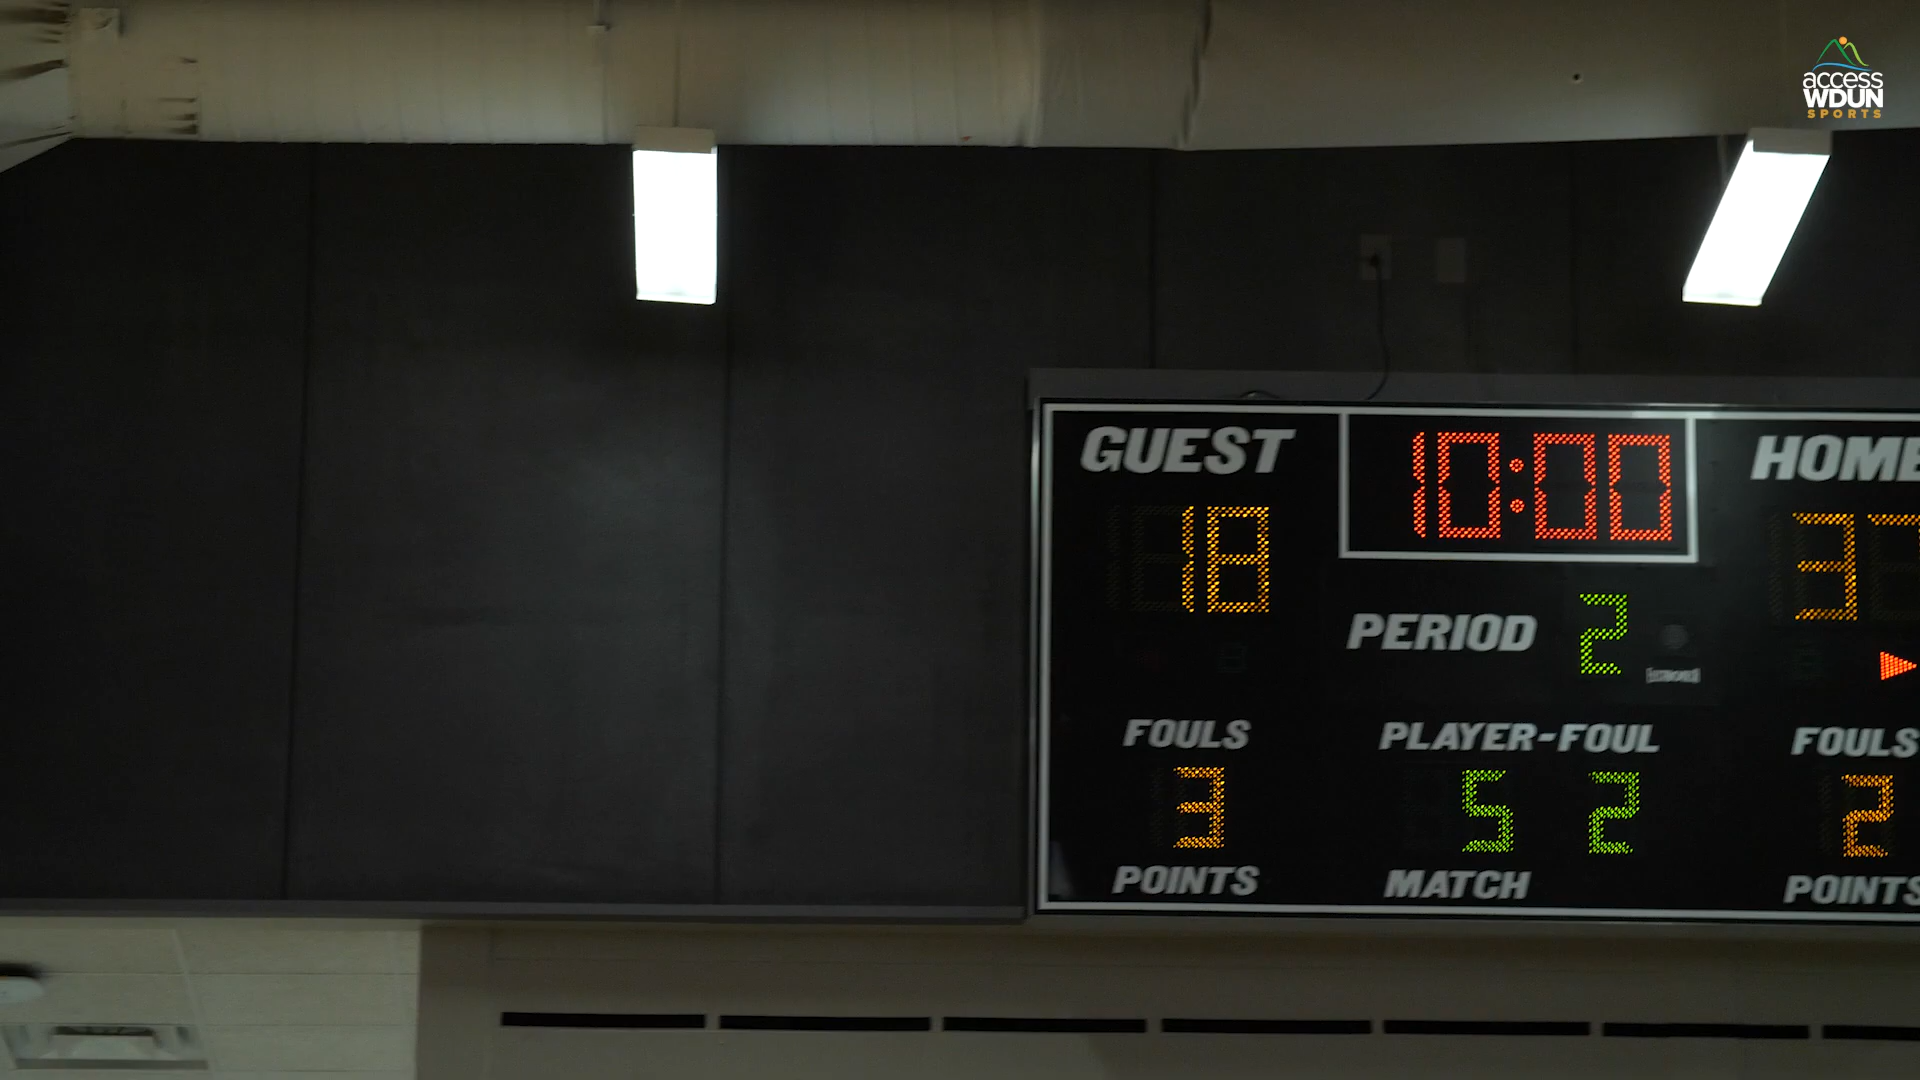 access
WDUN
SPORTS
GUEST 10:00 HOME
18 3
PERIOD 2
FOULS PLAYER-FOUL FOULS
3 5 2 2
POINTS MATCH POINTS